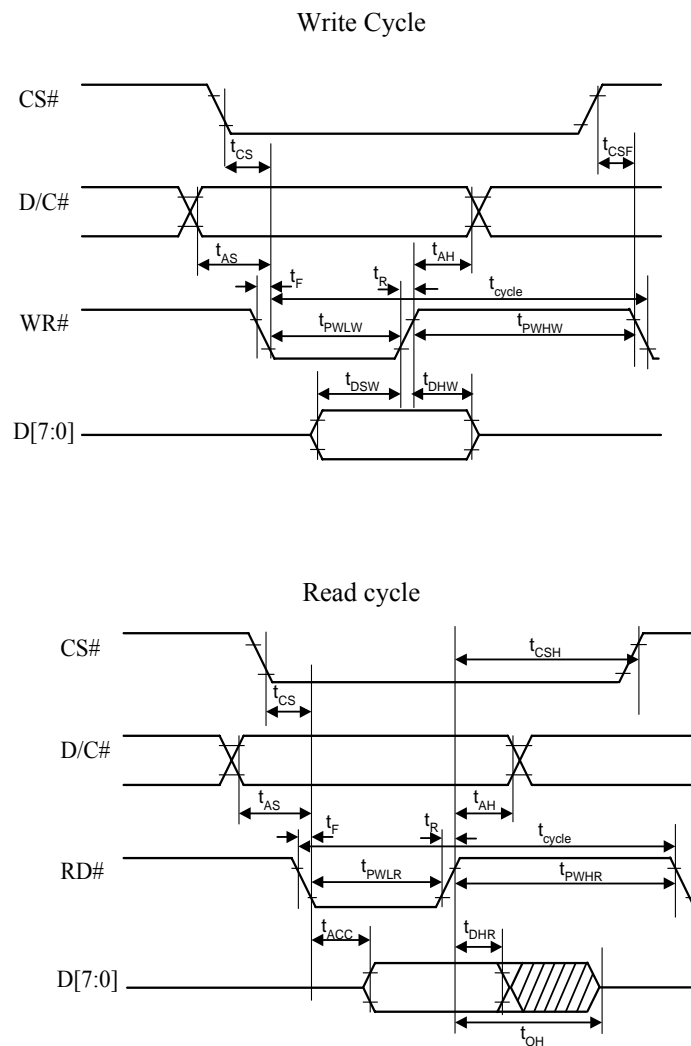 Write Cycle
CS#
tCS
tCSF
D/C#
tAS
tAH
tF
tR
tcycle
WR#
tPWLW
tPWHW
tDSW
tDHW
D[7:0]
Read cycle
CS#
tCSH
tCS
D/C#
tAS
tAH
tF
tR
tcycle
RD#
tPWLR
tPWHR
tACC
tDHR
D[7:0]
tOH